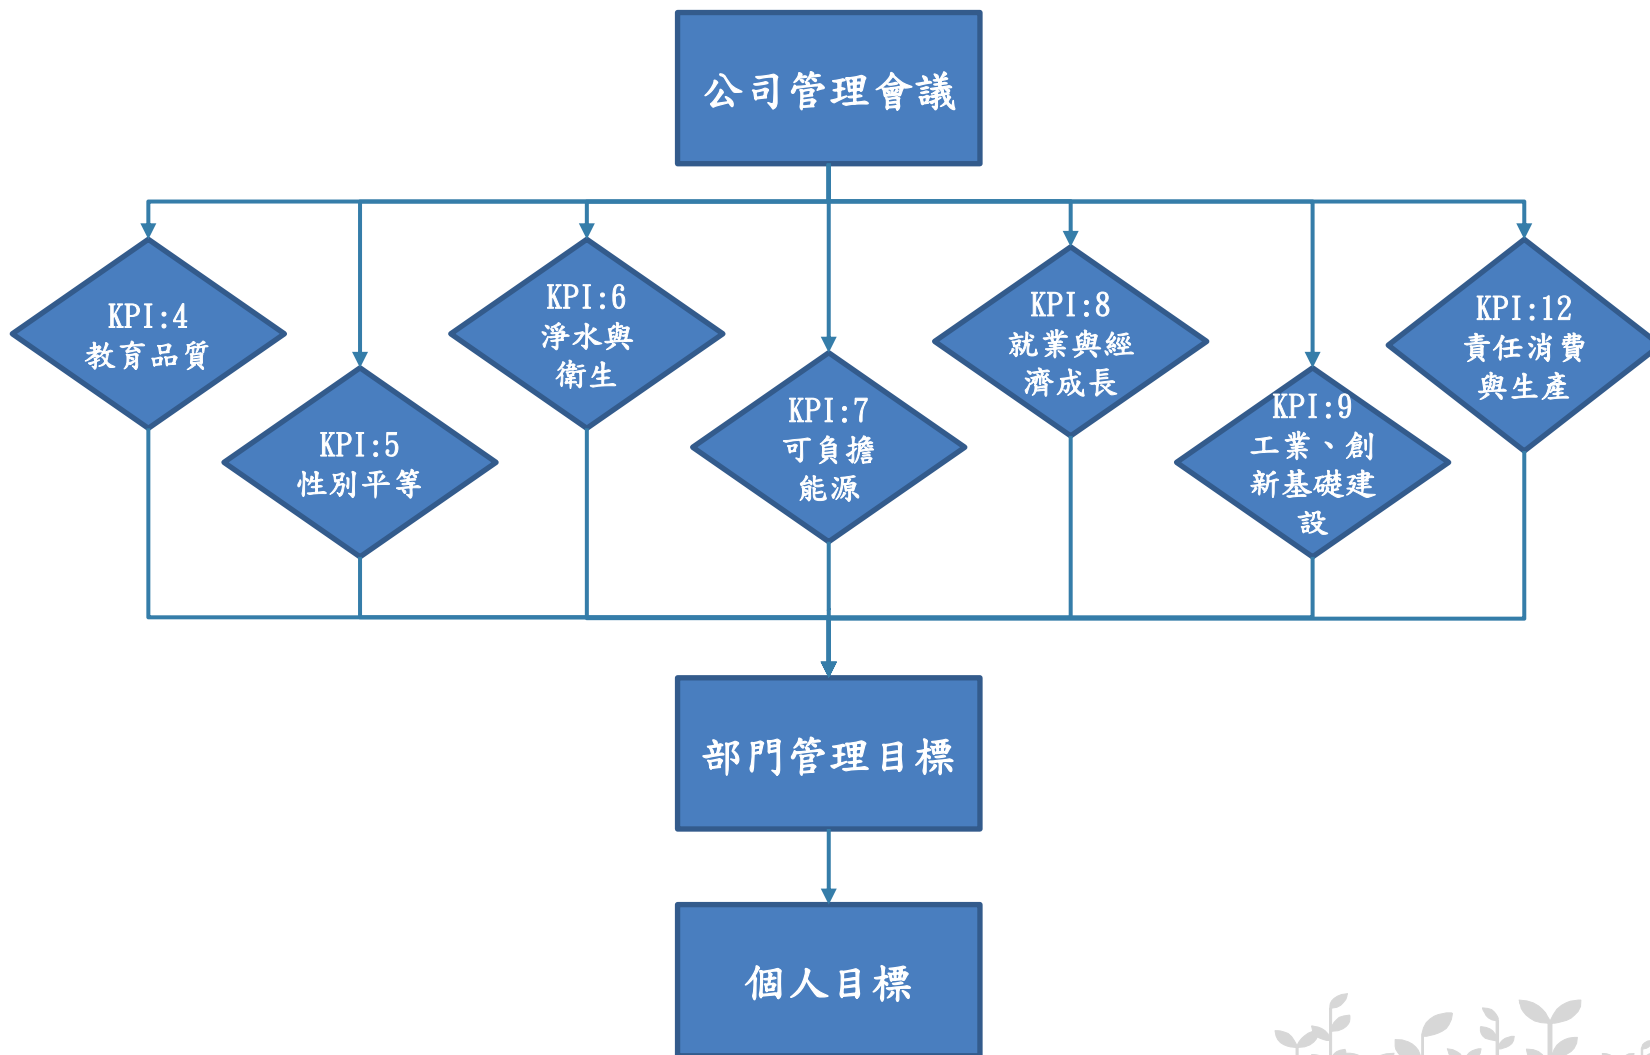 公司管理會議
KPI:4
教育品質
KPI:5
性別平等
KPI:6
淨水與
衛生
KPI:7
可負擔
能源
KPI:8
就業與經
濟成長
KPI:9
工業、創
新基礎建
設
KPI:12
責任消費
與生產
部門管理目標
個人目標